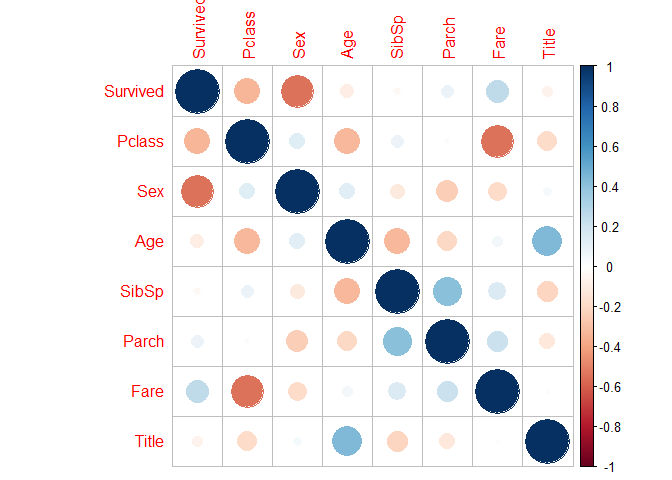 Survived Pclass Sex Age SibSp Parch Fare Title
Survived
Pclass
Sex
Age
SibSp
Parch
Fare
Title
1
0.8
0.6
0.4
0.2
0
-0.2
-0.4
-0.6
-0.8
-1